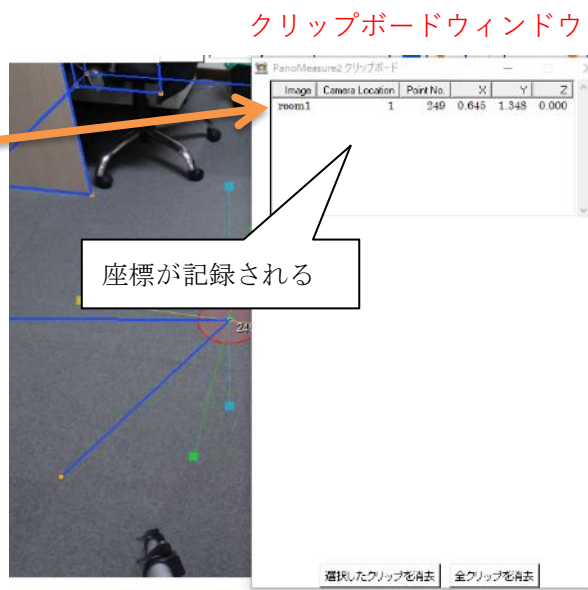 クリップボードウィンドウ
PanoMeasure2 クリップボード
Image Camera Location Point No. X Y Z
room1 1 249 0.645 1.348 0.000
座標が記録される
24
選択したクリップを消去 全クリップを消去